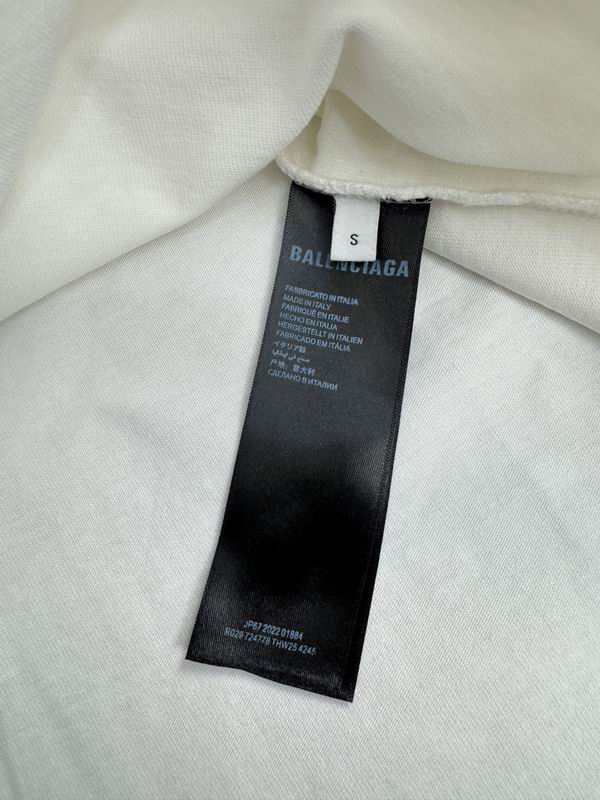 S
BALENCIAGA
FABBRICATO IN ITALIA
MADE IN ITALY
FABRIQUÉ EN ITALIE
HECHO EN ITALIA
HERGESTELLT IN ITALIEN
FABRICADO EM ITÁLIA
イタリア製
صنع في إيطاليا
产地：意大利
СДЕЛАНО В ИТАЛИИ
JP67 2022 01884
R029 724778 THW25 4245